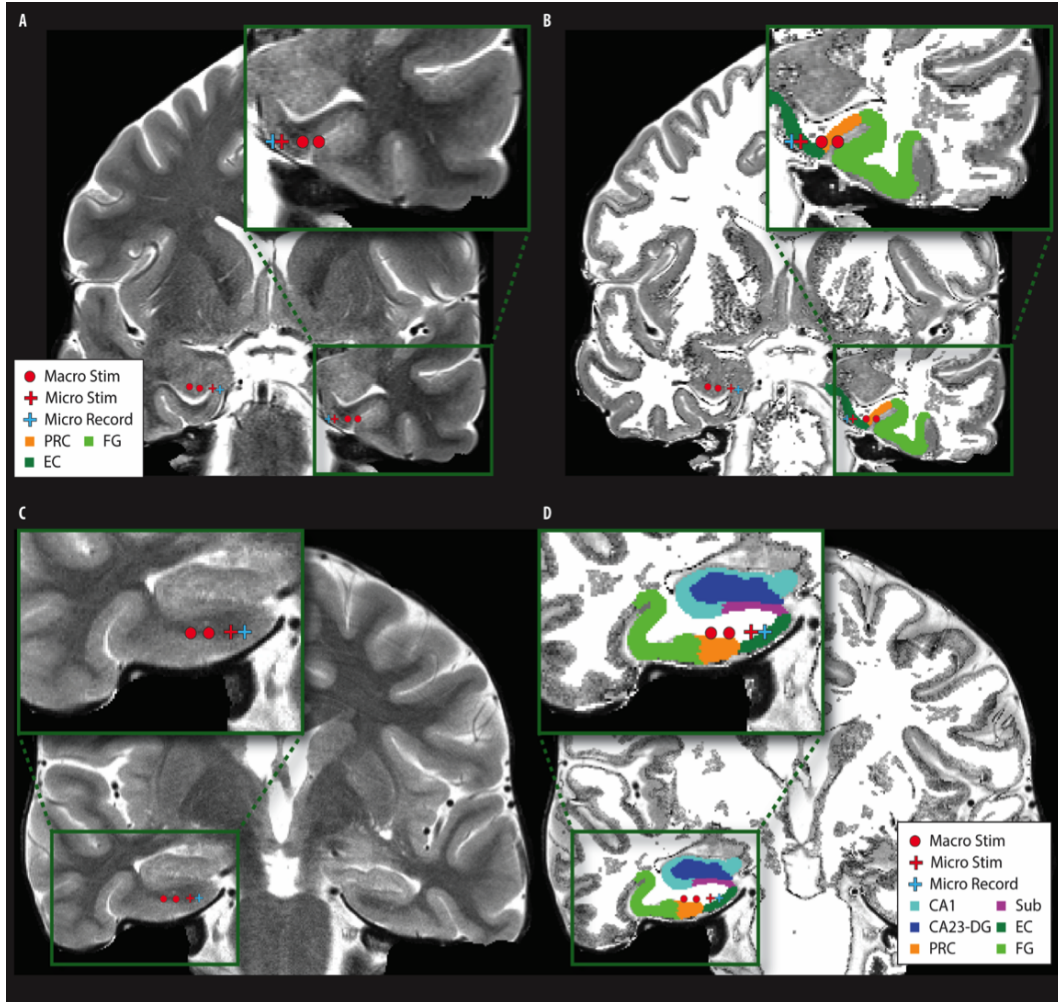 A
B
Macro Stim
Micro Stim
Micro Record
PRC FG
EC
C
D
Macro Stim
Micro Stim
Micro Record
CA1 Sub
CA23-DG EC
PRC FG